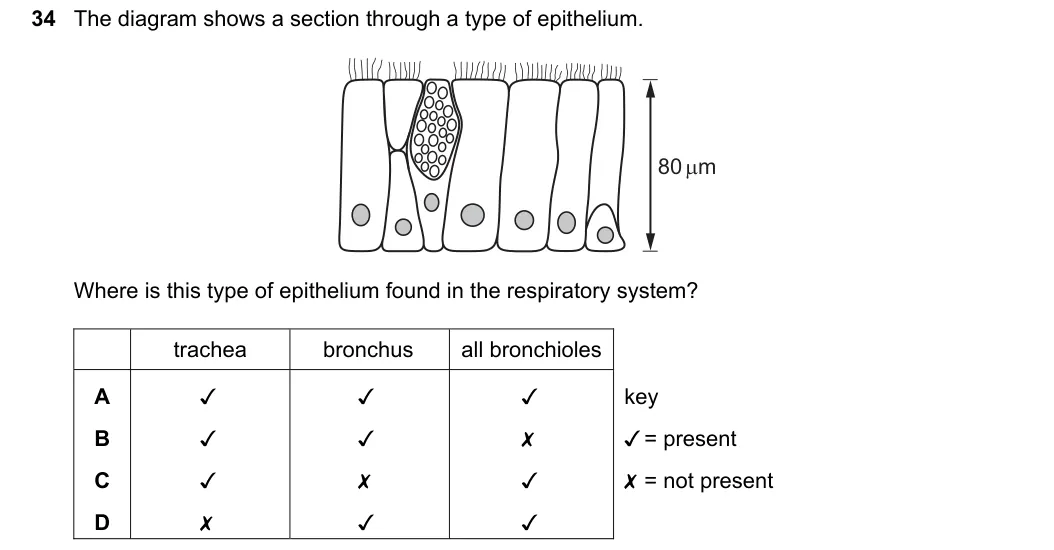 34 The diagram shows a section through a type of epithelium.
80 µm
Where is this type of epithelium found in the respiratory system?
trachea bronchus all bronchioles
A ✓ ✓ ✓ key
B ✓ ✓ ✗ ✓ = present
C ✓ ✗ ✓ ✗ = not present
D ✗ ✓ ✓